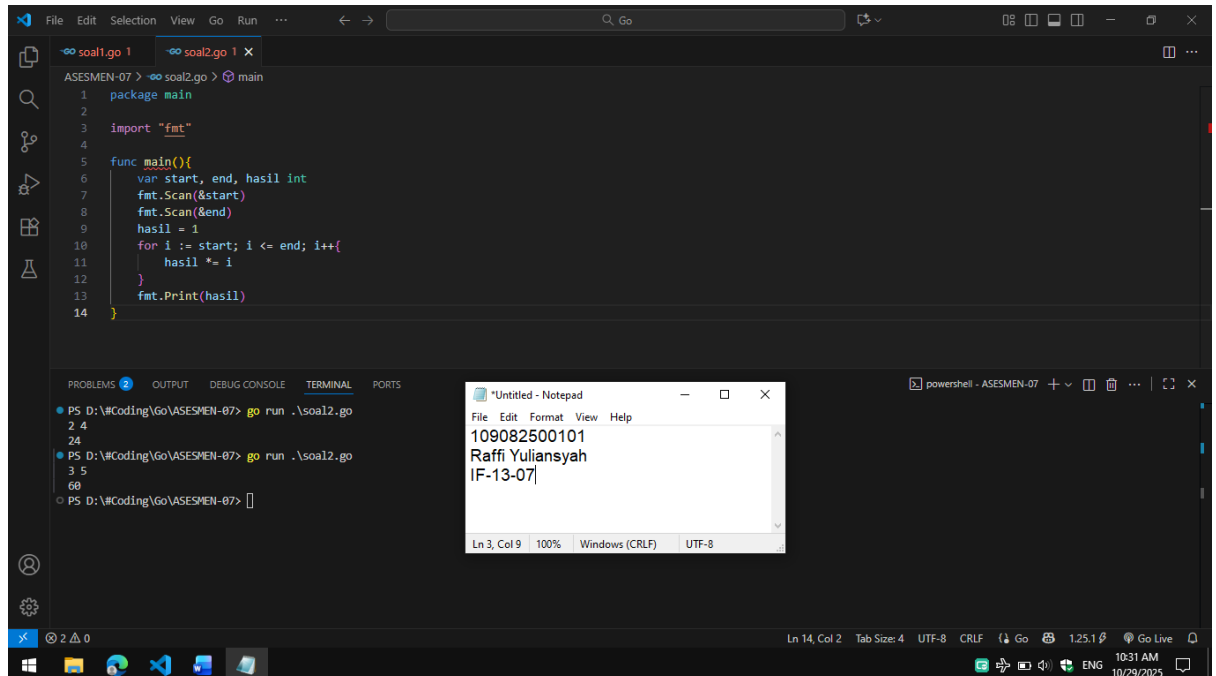 File Edit Selection View Go Run ··· ← → Go
soal1.go 1 soal2.go 1 ×
ASESMEN-07 > soal2.go > main
1 package main
2
3 import "fmt"
4
5 func main(){
6 var start, end, hasil int
7 fmt.Scan(&start)
8 fmt.Scan(&end)
9 hasil = 1
10 for i := start; i <= end; i++{
11 hasil *= i
12 }
13 fmt.Print(hasil)
14 }
PROBLEMS 2 OUTPUT DEBUG CONSOLE TERMINAL PORTS
powershell - ASESMEN-07
PS D:\#Coding\Go\ASESMEN-07> go run .\soal2.go
2 4
24
PS D:\#Coding\Go\ASESMEN-07> go run .\soal2.go
3 5
60
PS D:\#Coding\Go\ASESMEN-07>
*Untitled - Notepad
File Edit Format View Help
109082500101
Raffi Yuliansyah
IF-13-07
Ln 3, Col 9 100% Windows (CRLF) UTF-8
2 0 Ln 14, Col 2 Tab Size: 4 UTF-8 CRLF Go 1.25.1 Go Live
ENG 10:31 AM
10/29/2025